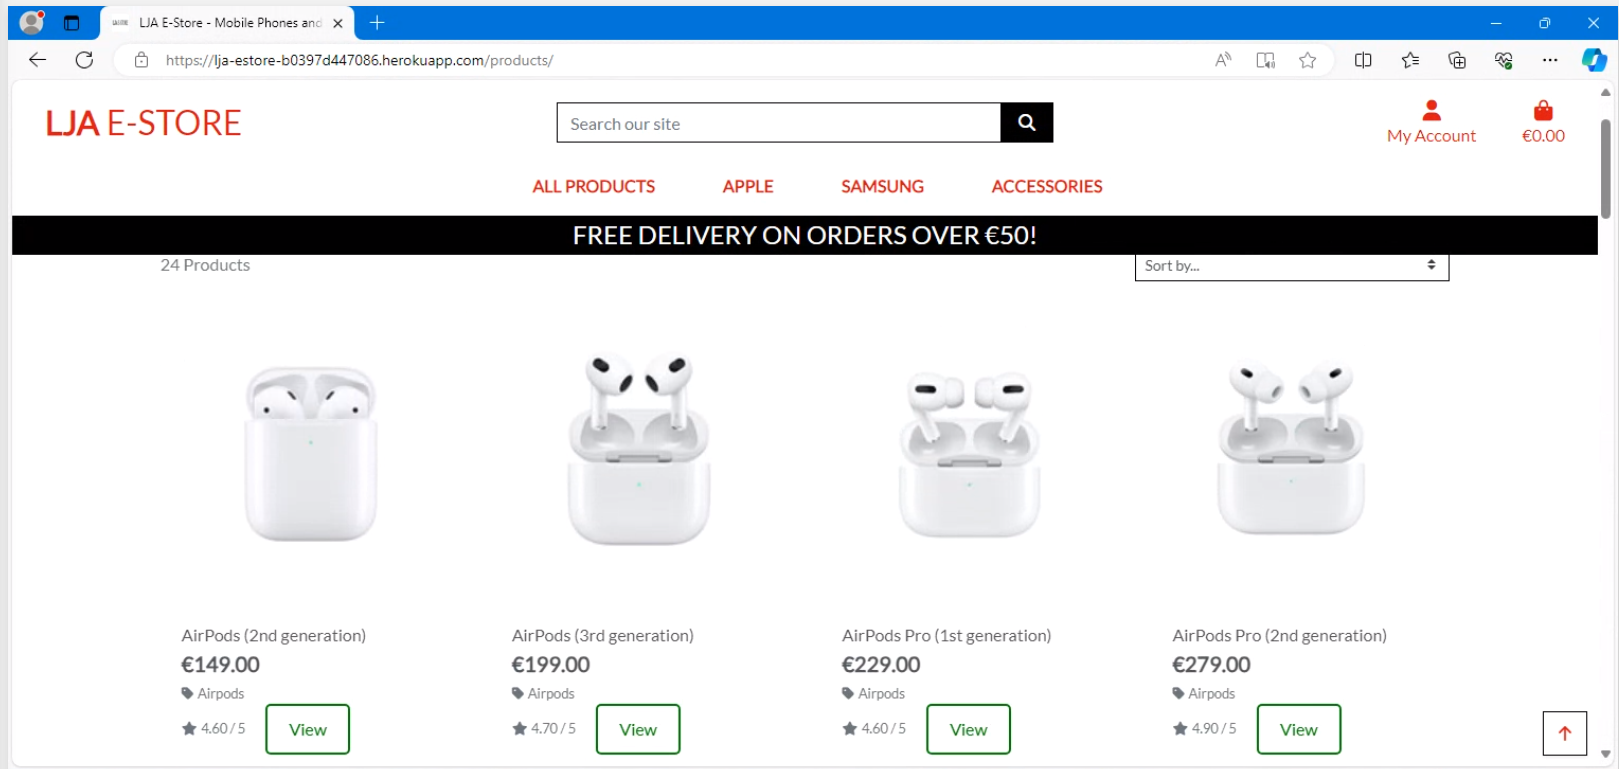 LJA E-Store - Mobile Phones and
https://lja-estore-b0397d447086.herokuapp.com/products/
LJA E-STORE
Search our site
My Account
€0.00
ALL PRODUCTS APPLE SAMSUNG ACCESSORIES
FREE DELIVERY ON ORDERS OVER €50!
24 Products
Sort by...
AirPods (2nd generation)
€149.00
Airpods
4.60 / 5
View
AirPods (3rd generation)
€199.00
Airpods
4.70 / 5
View
AirPods Pro (1st generation)
€229.00
Airpods
4.60 / 5
View
AirPods Pro (2nd generation)
€279.00
Airpods
4.90 / 5
View